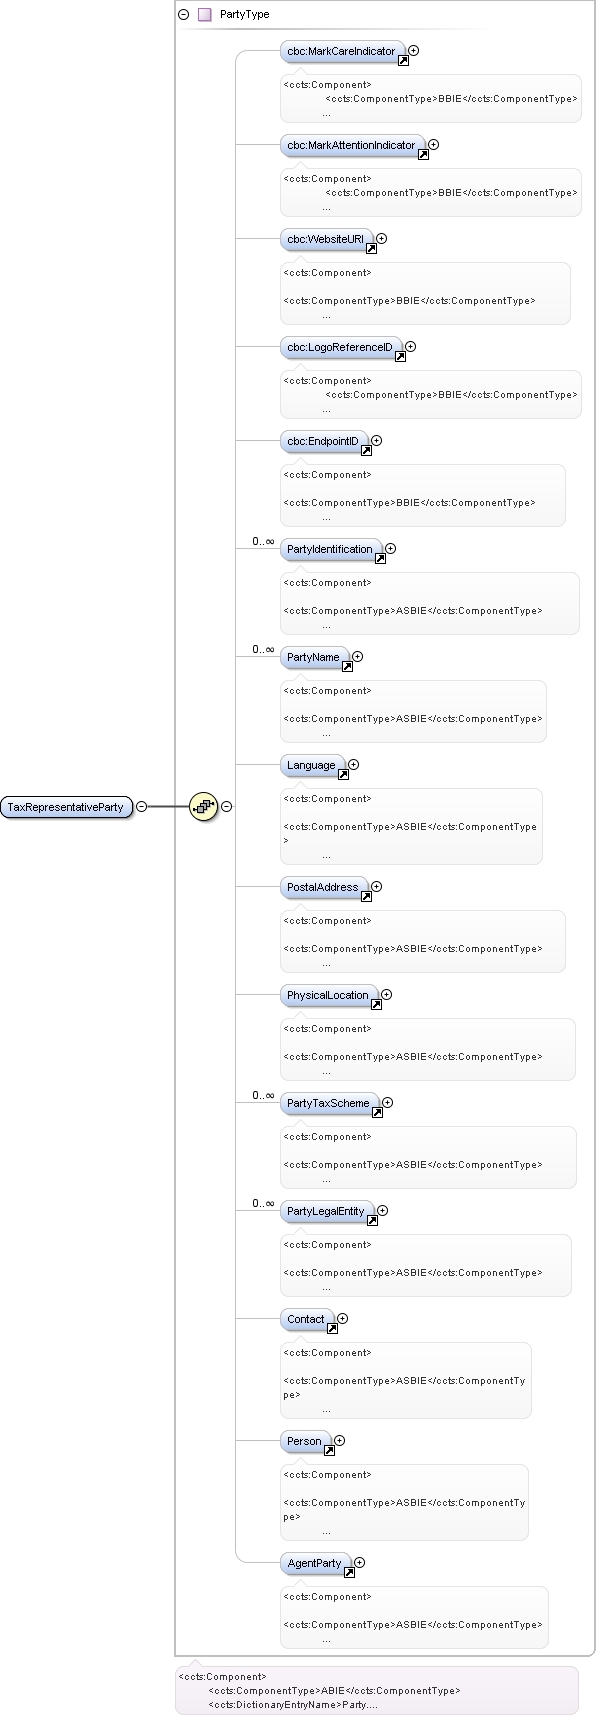 PartyType
cbc:MarkCareIndicator
<ccts:Component>
<ccts:ComponentType>BBIE</ccts:ComponentType>
...
cbc:MarkAttentionIndicator
<ccts:Component>
<ccts:ComponentType>BBIE</ccts:ComponentType>
...
cbc:WebsiteURI
<ccts:Component>
<ccts:ComponentType>BBIE</ccts:ComponentType>
...
cbc:LogoReferenceID
<ccts:Component>
<ccts:ComponentType>BBIE</ccts:ComponentType>
...
cbc:EndpointID
<ccts:Component>
<ccts:ComponentType>BBIE</ccts:ComponentType>
...
0..∞ PartyIdentification
<ccts:Component>
<ccts:ComponentType>ASBIE</ccts:ComponentType>
...
0..∞ PartyName
<ccts:Component>
<ccts:ComponentType>ASBIE</ccts:ComponentType>
...
Language
<ccts:Component>
<ccts:ComponentType>ASBIE</ccts:ComponentType
>
...
TaxRepresentativeParty
PostalAddress
<ccts:Component>
<ccts:ComponentType>ASBIE</ccts:ComponentType>
...
PhysicalLocation
<ccts:Component>
<ccts:ComponentType>ASBIE</ccts:ComponentType>
...
0..∞ PartyTaxScheme
<ccts:Component>
<ccts:ComponentType>ASBIE</ccts:ComponentType>
...
0..∞ PartyLegalEntity
<ccts:Component>
<ccts:ComponentType>ASBIE</ccts:ComponentType>
...
Contact
<ccts:Component>
<ccts:ComponentType>ASBIE</ccts:ComponentTy
pe>
...
Person
<ccts:Component>
<ccts:ComponentType>ASBIE</ccts:ComponentTy
pe>
...
AgentParty
<ccts:Component>
<ccts:ComponentType>ASBIE</ccts:ComponentType>
...
<ccts:Component>
<ccts:ComponentType>ABIE</ccts:ComponentType>
<ccts:DictionaryEntryName>Party....